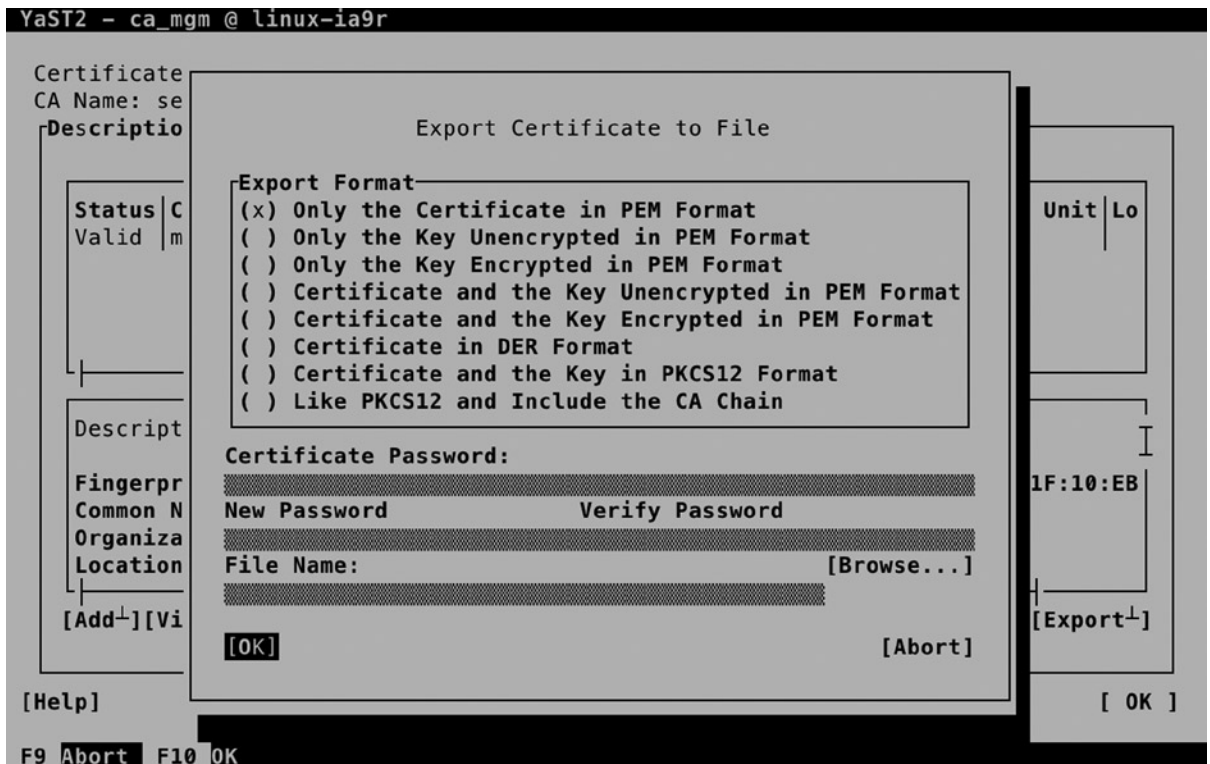 YaST2 - ca_mgm @ linux-ia9r
Certificate
CA Name: se
Descriptio
Export Certificate to File
Export Format
Status C Unit Lo
Valid m
(x) Only the Certificate in PEM Format
( ) Only the Key Unencrypted in PEM Format
( ) Only the Key Encrypted in PEM Format
( ) Certificate and the Key Unencrypted in PEM Format
( ) Certificate and the Key Encrypted in PEM Format
( ) Certificate in DER Format
( ) Certificate and the Key in PKCS12 Format
( ) Like PKCS12 and Include the CA Chain
Descript
Certificate Password:
Fingerpr 1F:10:EB
Common N
New Password Verify Password
Organiza
Location
File Name: [Browse...]
[Add][Vi [Export]
[OK] [Abort]
[Help] [ OK ]
F9 Abort F10 OK